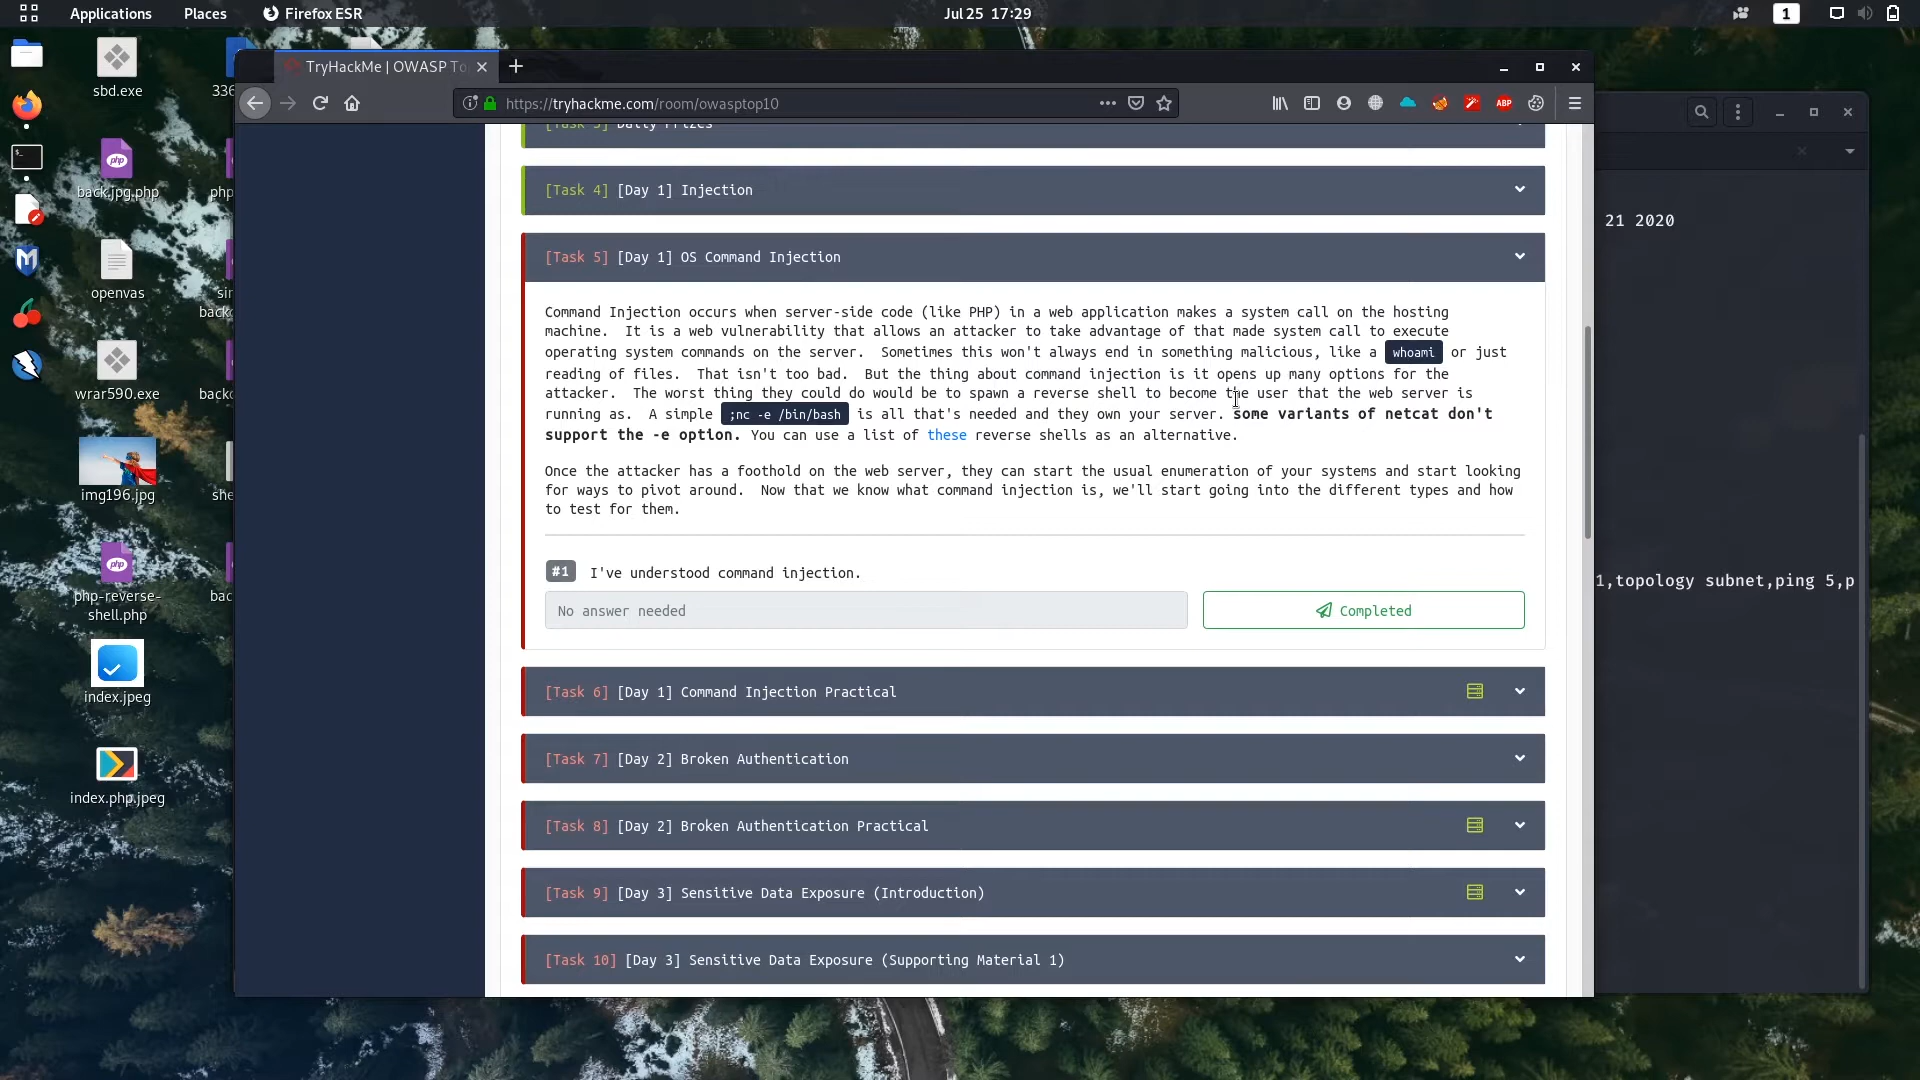 Applications Places Firefox ESR Jul 25 17:29 1
sbd.exe
336
back.jpg.php
php
openvas
sin
back
wrar590.exe
backd
img196.jpg
she
php-reverse-
shell.php
bac
index.jpeg
index.php.jpeg
TryHackMe | OWASP To
https://tryhackme.com/room/owasptop10
ABP
[Task 3] Daily Prizes
[Task 4] [Day 1] Injection
[Task 5] [Day 1] OS Command Injection
Command Injection occurs when server-side code (like PHP) in a web application makes a system call on the hosting
machine. It is a web vulnerability that allows an attacker to take advantage of that made system call to execute
operating system commands on the server. Sometimes this won't always end in something malicious, like a whoami or just
reading of files. That isn't too bad. But the thing about command injection is it opens up many options for the
attacker. The worst thing they could do would be to spawn a reverse shell to become the user that the web server is
running as. A simple ;nc -e /bin/bash is all that's needed and they own your server. some variants of netcat don't
support the -e option. You can use a list of these reverse shells as an alternative.
Once the attacker has a foothold on the web server, they can start the usual enumeration of your systems and start looking
for ways to pivot around. Now that we know what command injection is, we'll start going into the different types and how
to test for them.
#1 I've understood command injection.
No answer needed
Completed
[Task 6] [Day 1] Command Injection Practical
[Task 7] [Day 2] Broken Authentication
[Task 8] [Day 2] Broken Authentication Practical
[Task 9] [Day 3] Sensitive Data Exposure (Introduction)
[Task 10] [Day 3] Sensitive Data Exposure (Supporting Material 1)
21 2020
1,topology subnet,ping 5,p